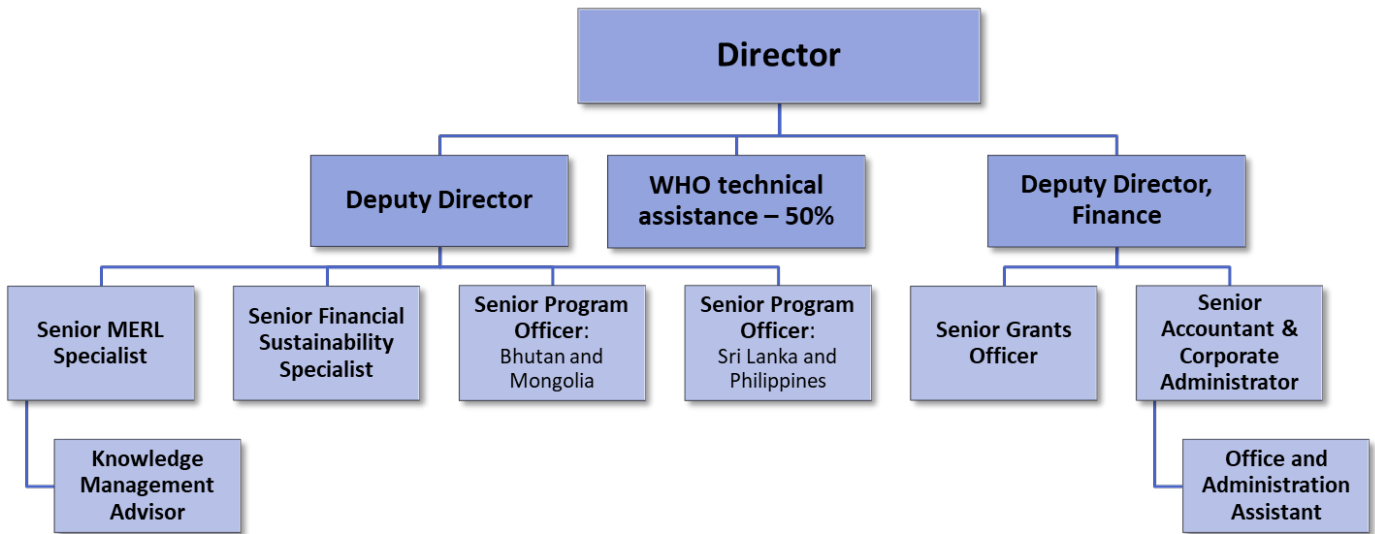 Director
Deputy Director
WHO technical
assistance – 50%
Deputy Director,
Finance
Senior MERL
Specialist
Senior Financial
Sustainability
Specialist
Senior Program
Officer:
Bhutan and
Mongolia
Senior Program
Officer:
Sri Lanka and
Philippines
Senior Grants
Officer
Senior
Accountant &
Corporate
Administrator
Knowledge
Management
Advisor
Office and
Administration
Assistant